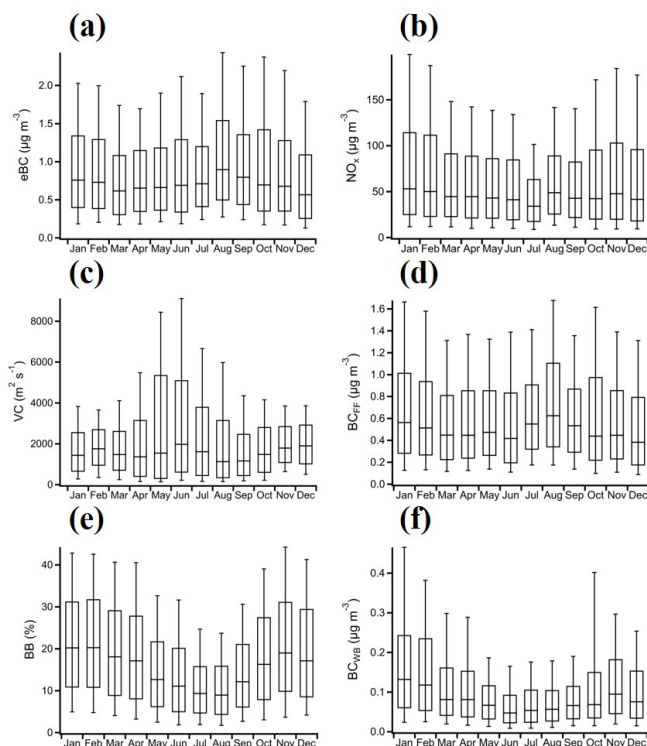 (a)
eBC (µg m⁻³)
2.0
1.5
1.0
0.5
0.0
Jan Feb Mar Apr May Jun Jul Aug Sep Oct Nov Dec
(b)
NOₓ (µg m⁻³)
150
100
50
0
Jan Feb Mar Apr May Jun Jul Aug Sep Oct Nov Dec
(c)
VC (m² s⁻¹)
8000
6000
4000
2000
0
Jan Feb Mar Apr May Jun Jul Aug Sep Oct Nov Dec
(d)
BC_FF (µg m⁻³)
1.6
1.4
1.2
1.0
0.8
0.6
0.4
0.2
0.0
Jan Feb Mar Apr May Jun Jul Aug Sep Oct Nov Dec
(e)
BB (%)
40
30
20
10
0
Jan Feb Mar Apr May Jun Jul Aug Sep Oct Nov Dec
(f)
BC_WB (µg m⁻³)
0.4
0.3
0.2
0.1
0.0
Jan Feb Mar Apr May Jun Jul Aug Sep Oct Nov Dec